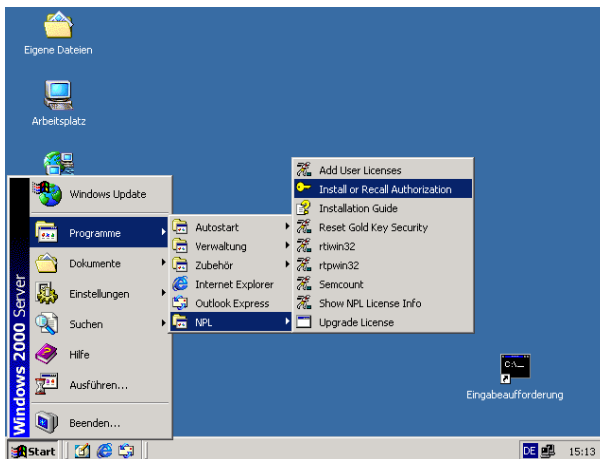 Eigene Dateien
Arbeitsplatz
Windows 2000 Server
Windows Update
Programme
Dokumente
Einstellungen
Suchen
Hilfe
Ausführen...
Beenden...
Autostart
Verwaltung
Zubehör
Internet Explorer
Outlook Express
NPL
Add User Licenses
Install or Recall Authorization
Installation Guide
Reset Gold Key Security
rtiwin32
rtpwin32
Semcount
Show NPL License Info
Upgrade License
C:\_
Eingabeaufforderung
Start
DE
15:13